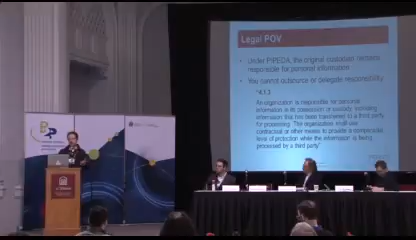 Legal POV
• Under PIPEDA, the original custodian remains
responsible for personal information
• You cannot outsource or delegate responsibility
"4.1.3
An organization is responsible for personal
information in its possession or custody, including
information that has been transferred to a third party
for processing. The organization shall use
contractual or other means to provide a comparable
level of protection while the information is being
processed by a third party"